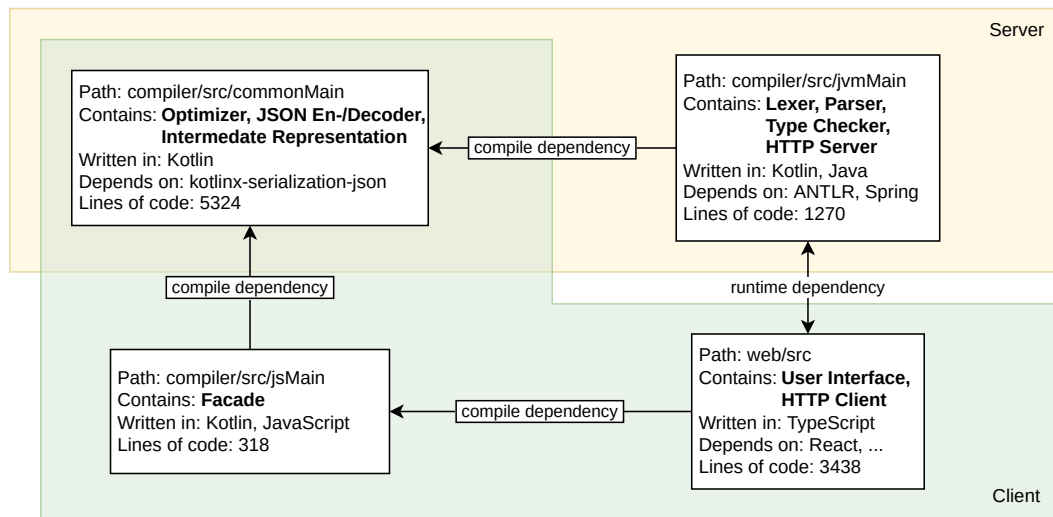 Server
Path: compiler/src/commonMain
Contains: Optimizer, JSON En-/Decoder,
Intermedate Representation
Written in: Kotlin
Depends on: kotlinx-serialization-json
Lines of code: 5324
compile dependency
Path: compiler/src/jvmMain
Contains: Lexer, Parser,
Type Checker,
HTTP Server
Written in: Kotlin, Java
Depends on: ANTLR, Spring
Lines of code: 1270
compile dependency
runtime dependency
Path: compiler/src/jsMain
Contains: Facade
Written in: Kotlin, JavaScript
Lines of code: 318
compile dependency
Path: web/src
Contains: User Interface,
HTTP Client
Written in: TypeScript
Depends on: React, ...
Lines of code: 3438
Client